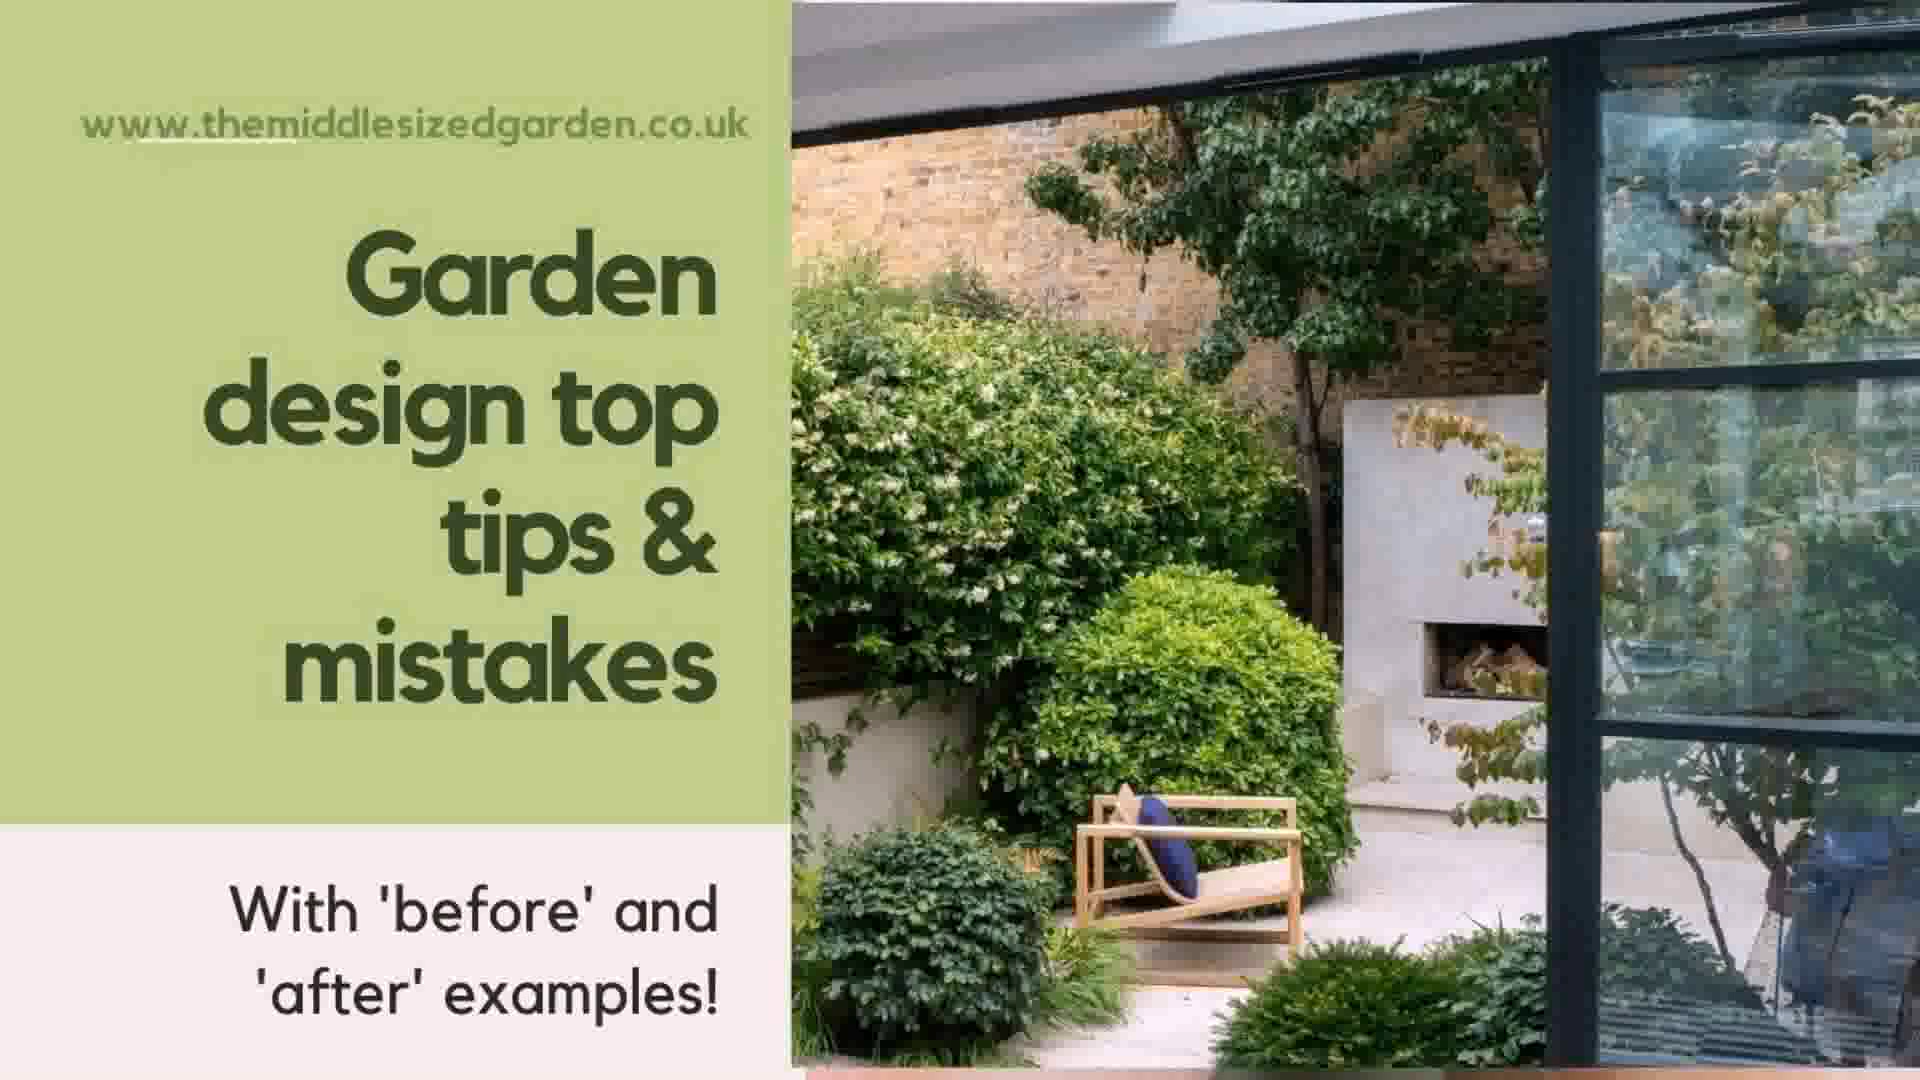 www.themiddlesizedgarden.co.uk
Garden
design top
tips &
mistakes
With 'before' and
'after' examples!